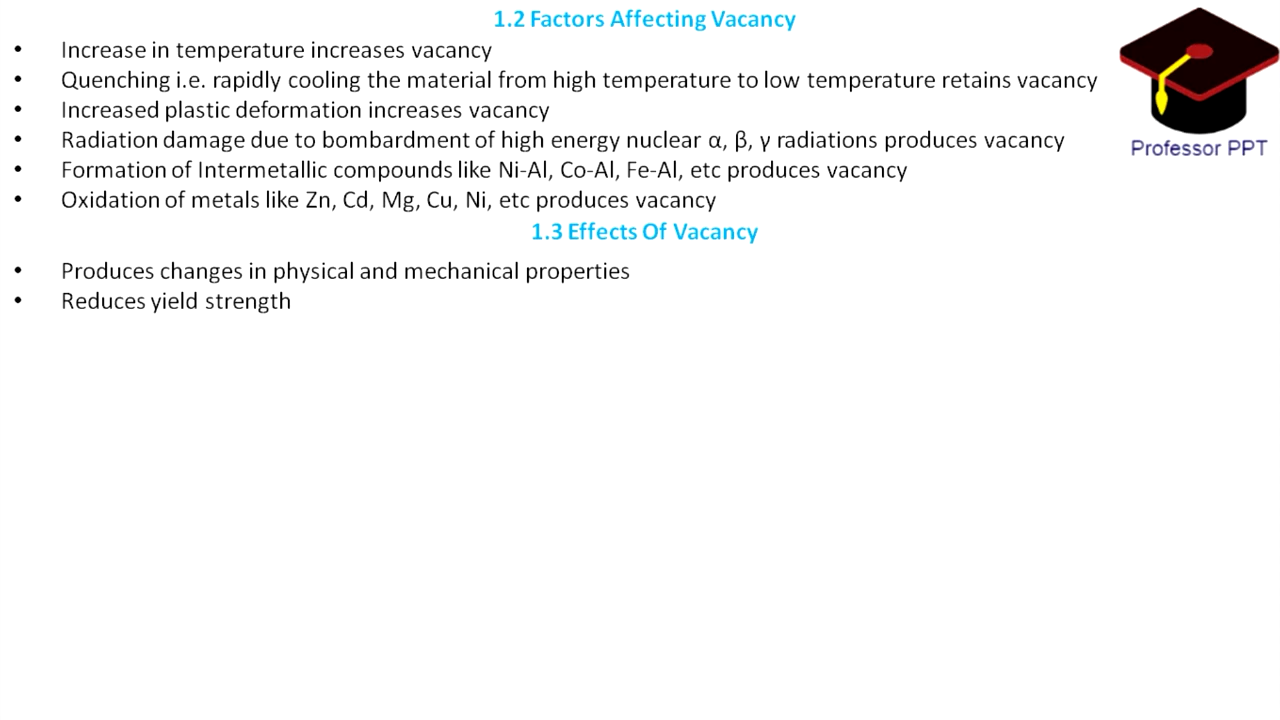 1.2 Factors Affecting Vacancy
• Increase in temperature increases vacancy
• Quenching i.e. rapidly cooling the material from high temperature to low temperature retains vacancy
• Increased plastic deformation increases vacancy
• Radiation damage due to bombardment of high energy nuclear α, β, γ radiations produces vacancy
• Formation of Intermetallic compounds like Ni-Al, Co-Al, Fe-Al, etc produces vacancy
• Oxidation of metals like Zn, Cd, Mg, Cu, Ni, etc produces vacancy
1.3 Effects Of Vacancy
• Produces changes in physical and mechanical properties
• Reduces yield strength
Professor PPT